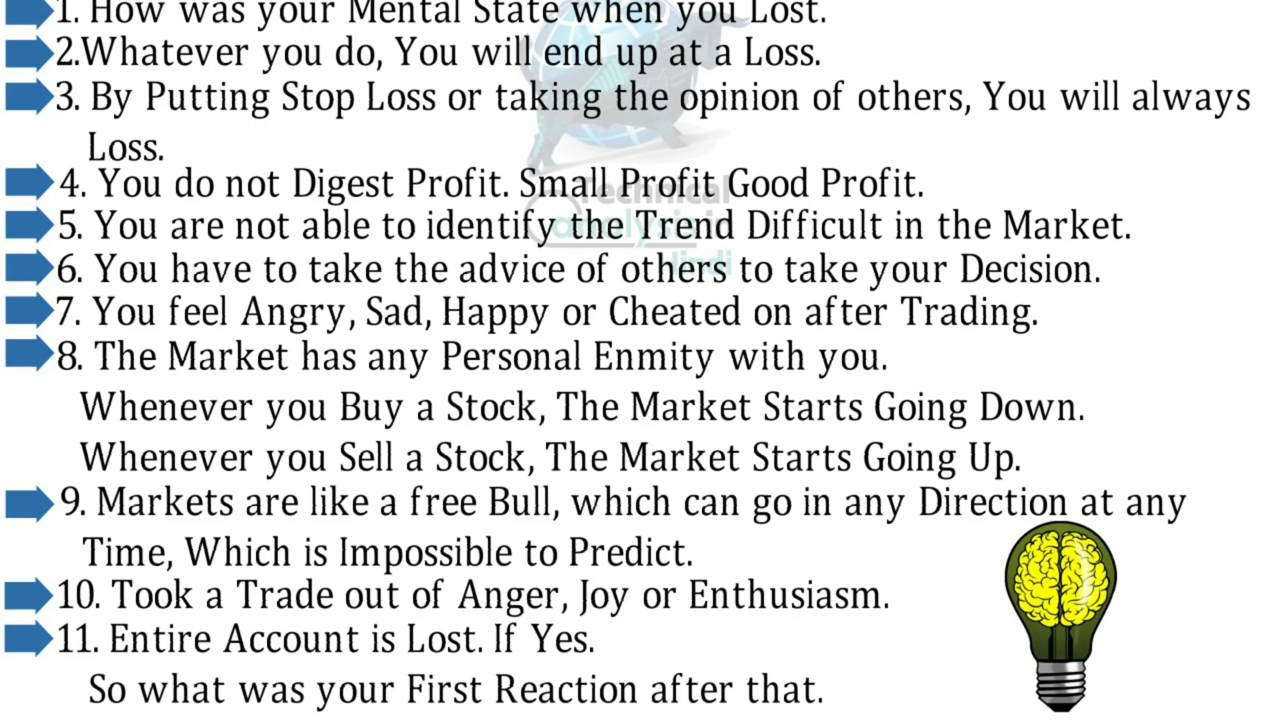 1. How was your Mental State when you Lost.
2.Whatever you do, You will end up at a Loss.
3. By Putting Stop Loss or taking the opinion of others, You will always
Loss.
4. You do not Digest Profit. Small Profit Good Profit.
5. You are not able to identify the Trend Difficult in the Market.
6. You have to take the advice of others to take your Decision.
7. You feel Angry, Sad, Happy or Cheated on after Trading.
8. The Market has any Personal Enmity with you.
Whenever you Buy a Stock, The Market Starts Going Down.
Whenever you Sell a Stock, The Market Starts Going Up.
9. Markets are like a free Bull, which can go in any Direction at any
Time, Which is Impossible to Predict.
10. Took a Trade out of Anger, Joy or Enthusiasm.
11. Entire Account is Lost. If Yes.
So what was your First Reaction after that.
Technical
analysis in
Hindi